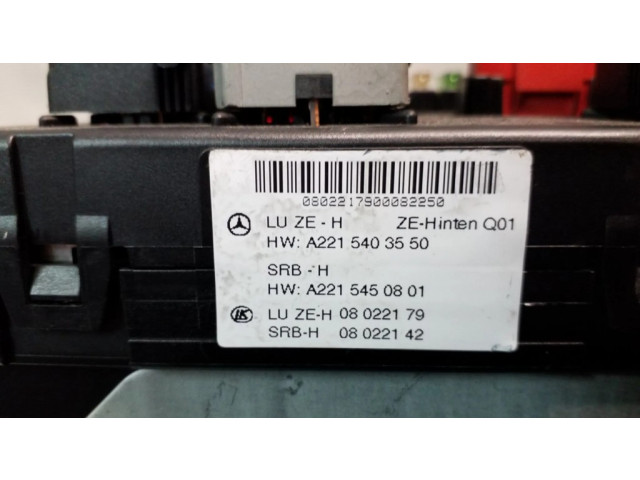 0802217900082250
LU ZE - H ZE-Hinten Q01
HW: A221 540 35 50
SRB - H
HW: A221 545 08 01
LK LU ZE-H 08 0221 79
SRB-H 08 0221 42